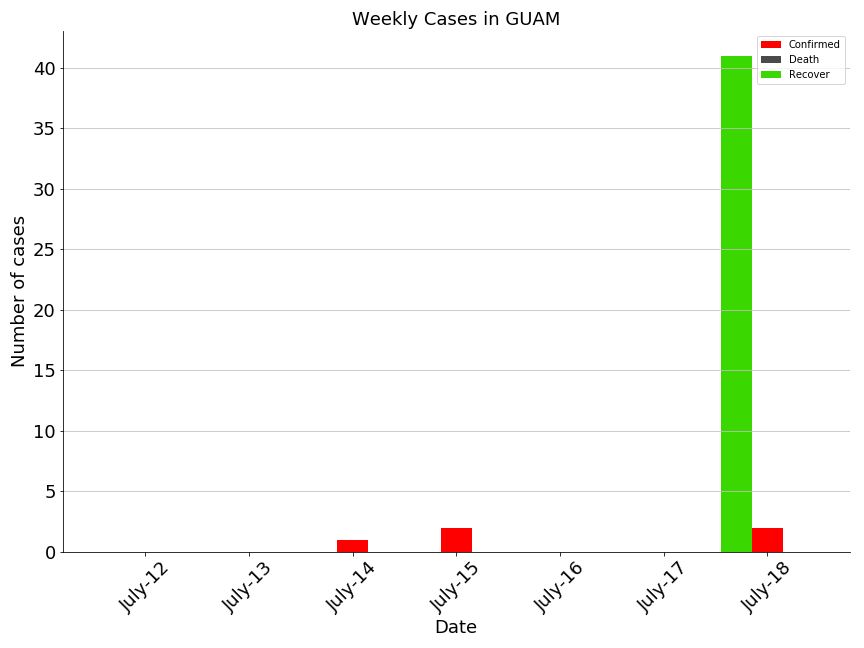 Weekly Cases in GUAM
Confirmed
Death
Recover
Number of cases
40
35
30
25
20
15
10
5
0
July-12
July-13
July-14
July-15
July-16
July-17
July-18
Date